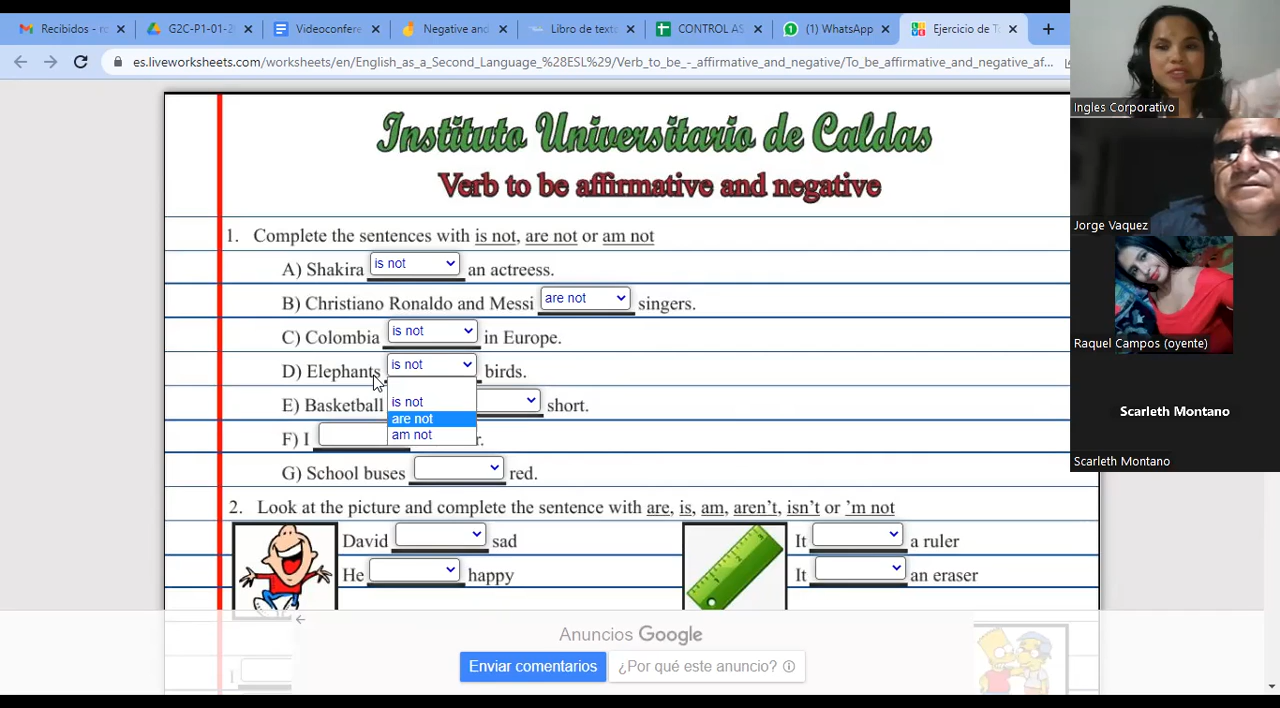 Recibidos - ro
G2C-P1-01-2
Videoconfere
Negative and
Libro de texto
CONTROL AS
(1) WhatsApp
Ejercicio de To
es.liveworksheets.com/worksheets/en/English_as_a_Second_Language_%28ESL%29/Verb_to_be_-_affirmative_and_negative/To_be_affirmative_and_negative_af...
Instituto Universitario de Caldas
Verb to be affirmative and negative
1. Complete the sentences with is not, are not or am not
A) Shakira is not an actreess.
B) Christiano Ronaldo and Messi are not singers.
C) Colombia is not in Europe.
D) Elephants is not birds.
is not
are not
am not
E) Basketball short.
F) I r.
G) School buses red.
2. Look at the picture and complete the sentence with are, is, am, aren't, isn't or 'm not
David sad
He happy
It a ruler
It an eraser
I
Anuncios Google
Enviar comentarios
¿Por qué este anuncio?
Ingles Corporativo
Jorge Vaquez
Raquel Campos (oyente)
Scarleth Montano
Scarleth Montano